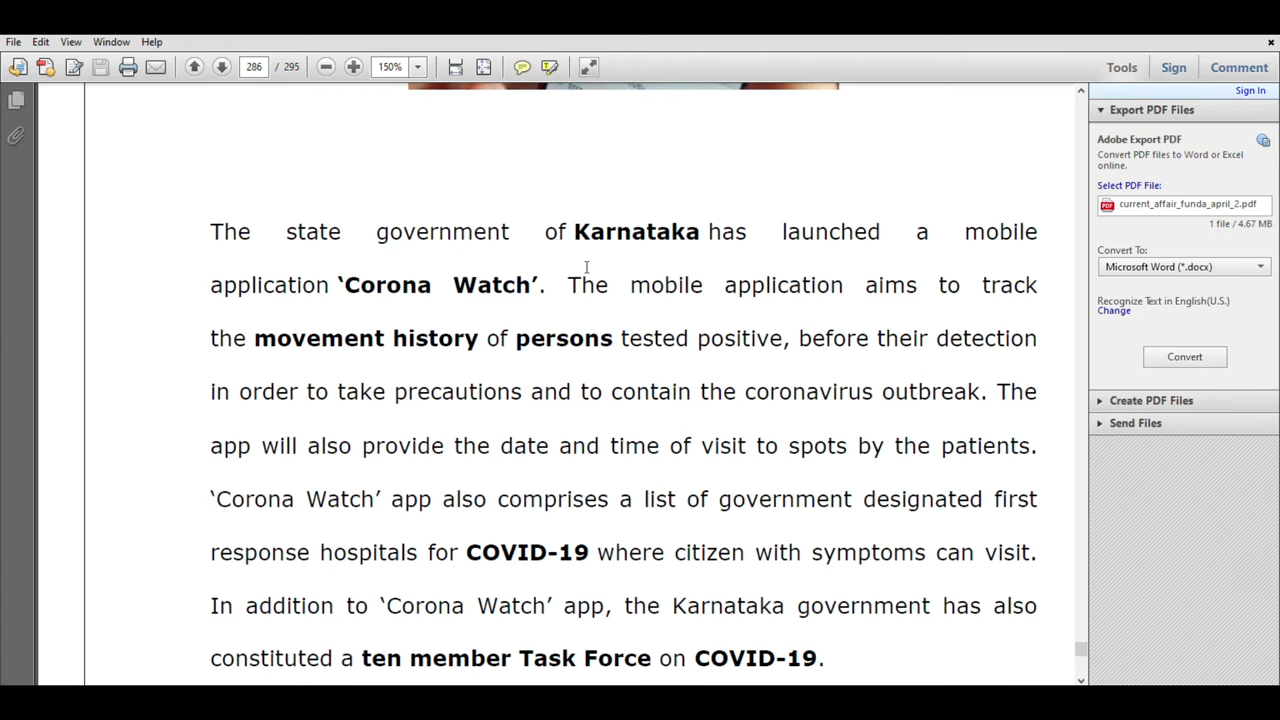 File Edit View Window Help
286 / 295 150% Tools Sign Comment
Sign In
Export PDF Files
Adobe Export PDF
Convert PDF files to Word or Excel
online.
Select PDF File:
current_affair_funda_april_2.pdf
1 file / 4.67 MB
Convert To:
Microsoft Word (*.docx)
Recognize Text in English(U.S.)
Change
Convert
Create PDF Files
Send Files
The state government of Karnataka has launched a mobile
application ‘Corona Watch’. The mobile application aims to track
the movement history of persons tested positive, before their detection
in order to take precautions and to contain the coronavirus outbreak. The
app will also provide the date and time of visit to spots by the patients.
‘Corona Watch’ app also comprises a list of government designated first
response hospitals for COVID-19 where citizen with symptoms can visit.
In addition to ‘Corona Watch’ app, the Karnataka government has also
constituted a ten member Task Force on COVID-19.